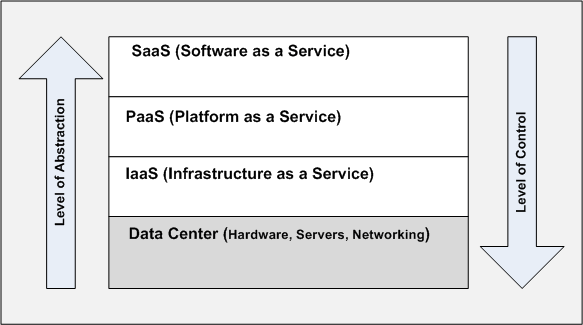 SaaS (Software as a Service)
PaaS (Platform as a Service)
IaaS (Infrastructure as a Service)
Data Center (Hardware, Servers, Networking)
Level of Abstraction
Level of Control